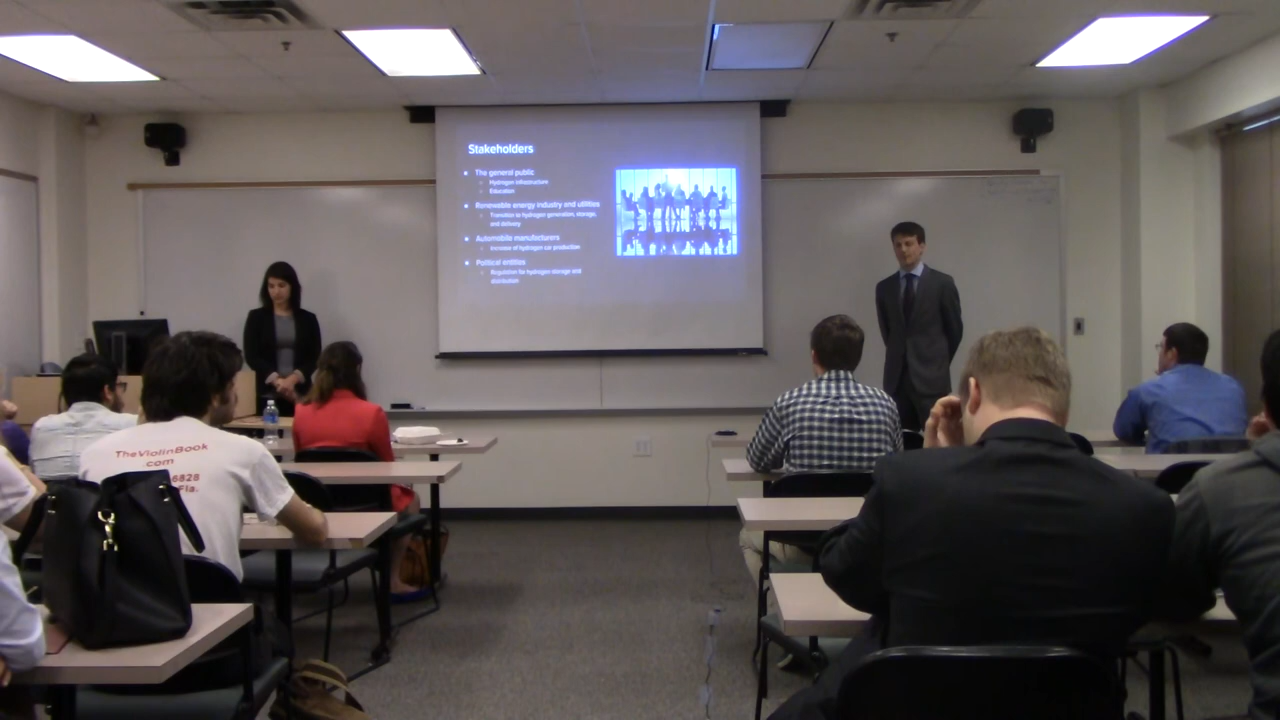 Stakeholders
The general public
Hydrogen infrastructure
Education
Renewable energy industry and utilities
Transition to hydrogen generation, storage,
and delivery
Automobile manufacturers
Increase of hydrogen car production
Political entities
Regulation for hydrogen storage and
distribution
TheViolinBook
.com
6828
Fla.